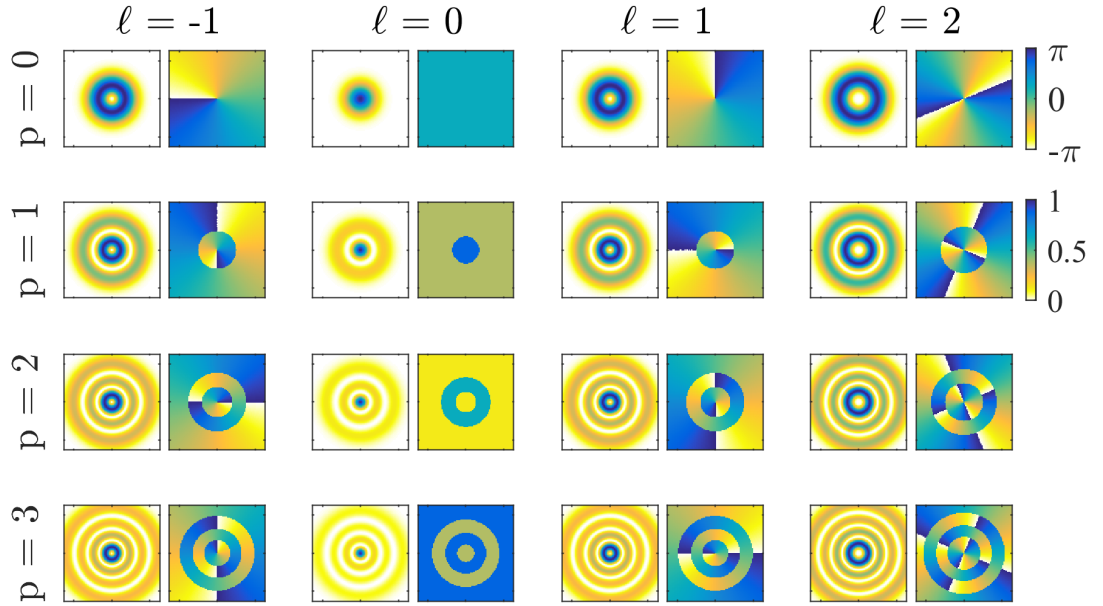 ℓ = -1 ℓ = 0 ℓ = 1 ℓ = 2
p = 0
π
0
-π
p = 1
1
0.5
0
p = 2
p = 3